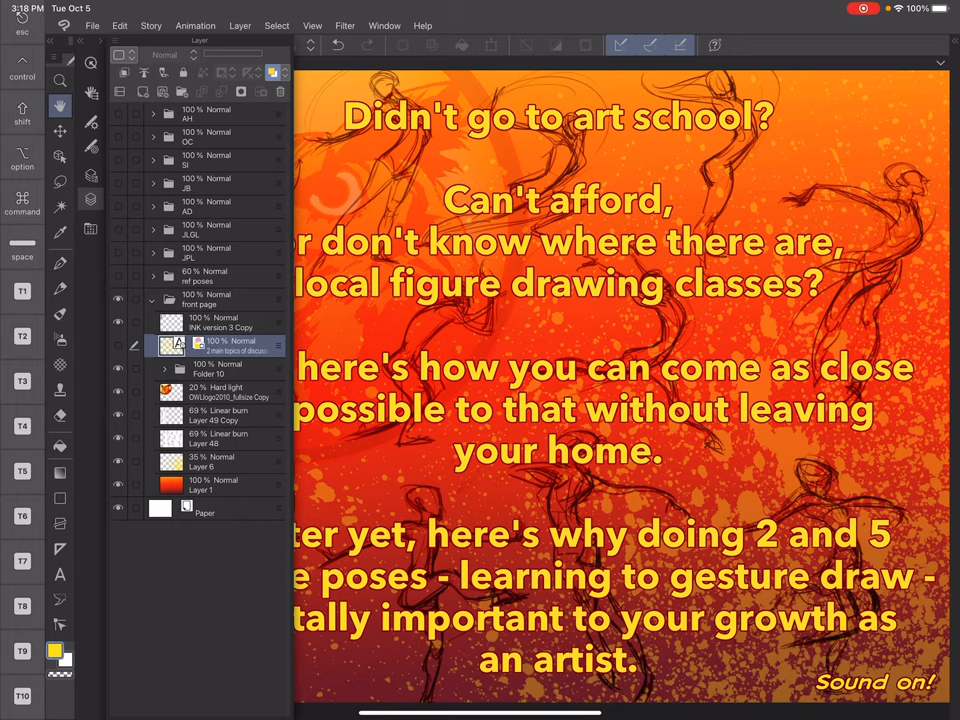 3:18 PM Tue Oct 5
100%
File Edit Story Animation Layer Select View Filter Window Help
esc
control
shift
option
command
space
T1
T2
T3
T4
T5
T6
T7
T8
T9
T10
Layer
Normal
100 % Normal
AH
100 % Normal
OC
100 % Normal
SI
100 % Normal
JB
100 % Normal
AD
100 % Normal
JLGL
100 % Normal
JPL
60 % Normal
ref poses
100 % Normal
front page
100 % Normal
INK version 3 Copy
100 % Normal
2 main topics of discuss
100 % Normal
Folder 10
20 % Hard light
OWLlogo2010_fullsize Copy
69 % Linear burn
Layer 49 Copy
69 % Linear burn
Layer 48
35 % Normal
Layer 6
100 % Normal
Layer 1
Paper
Didn't go to art school?
Can't afford,
r don't know where there are,
local figure drawing classes?
here's how you can come as close
possible to that without leaving
your home.
ter yet, here's why doing 2 and 5
e poses - learning to gesture draw -
tally important to your growth as
an artist.
Sound on!